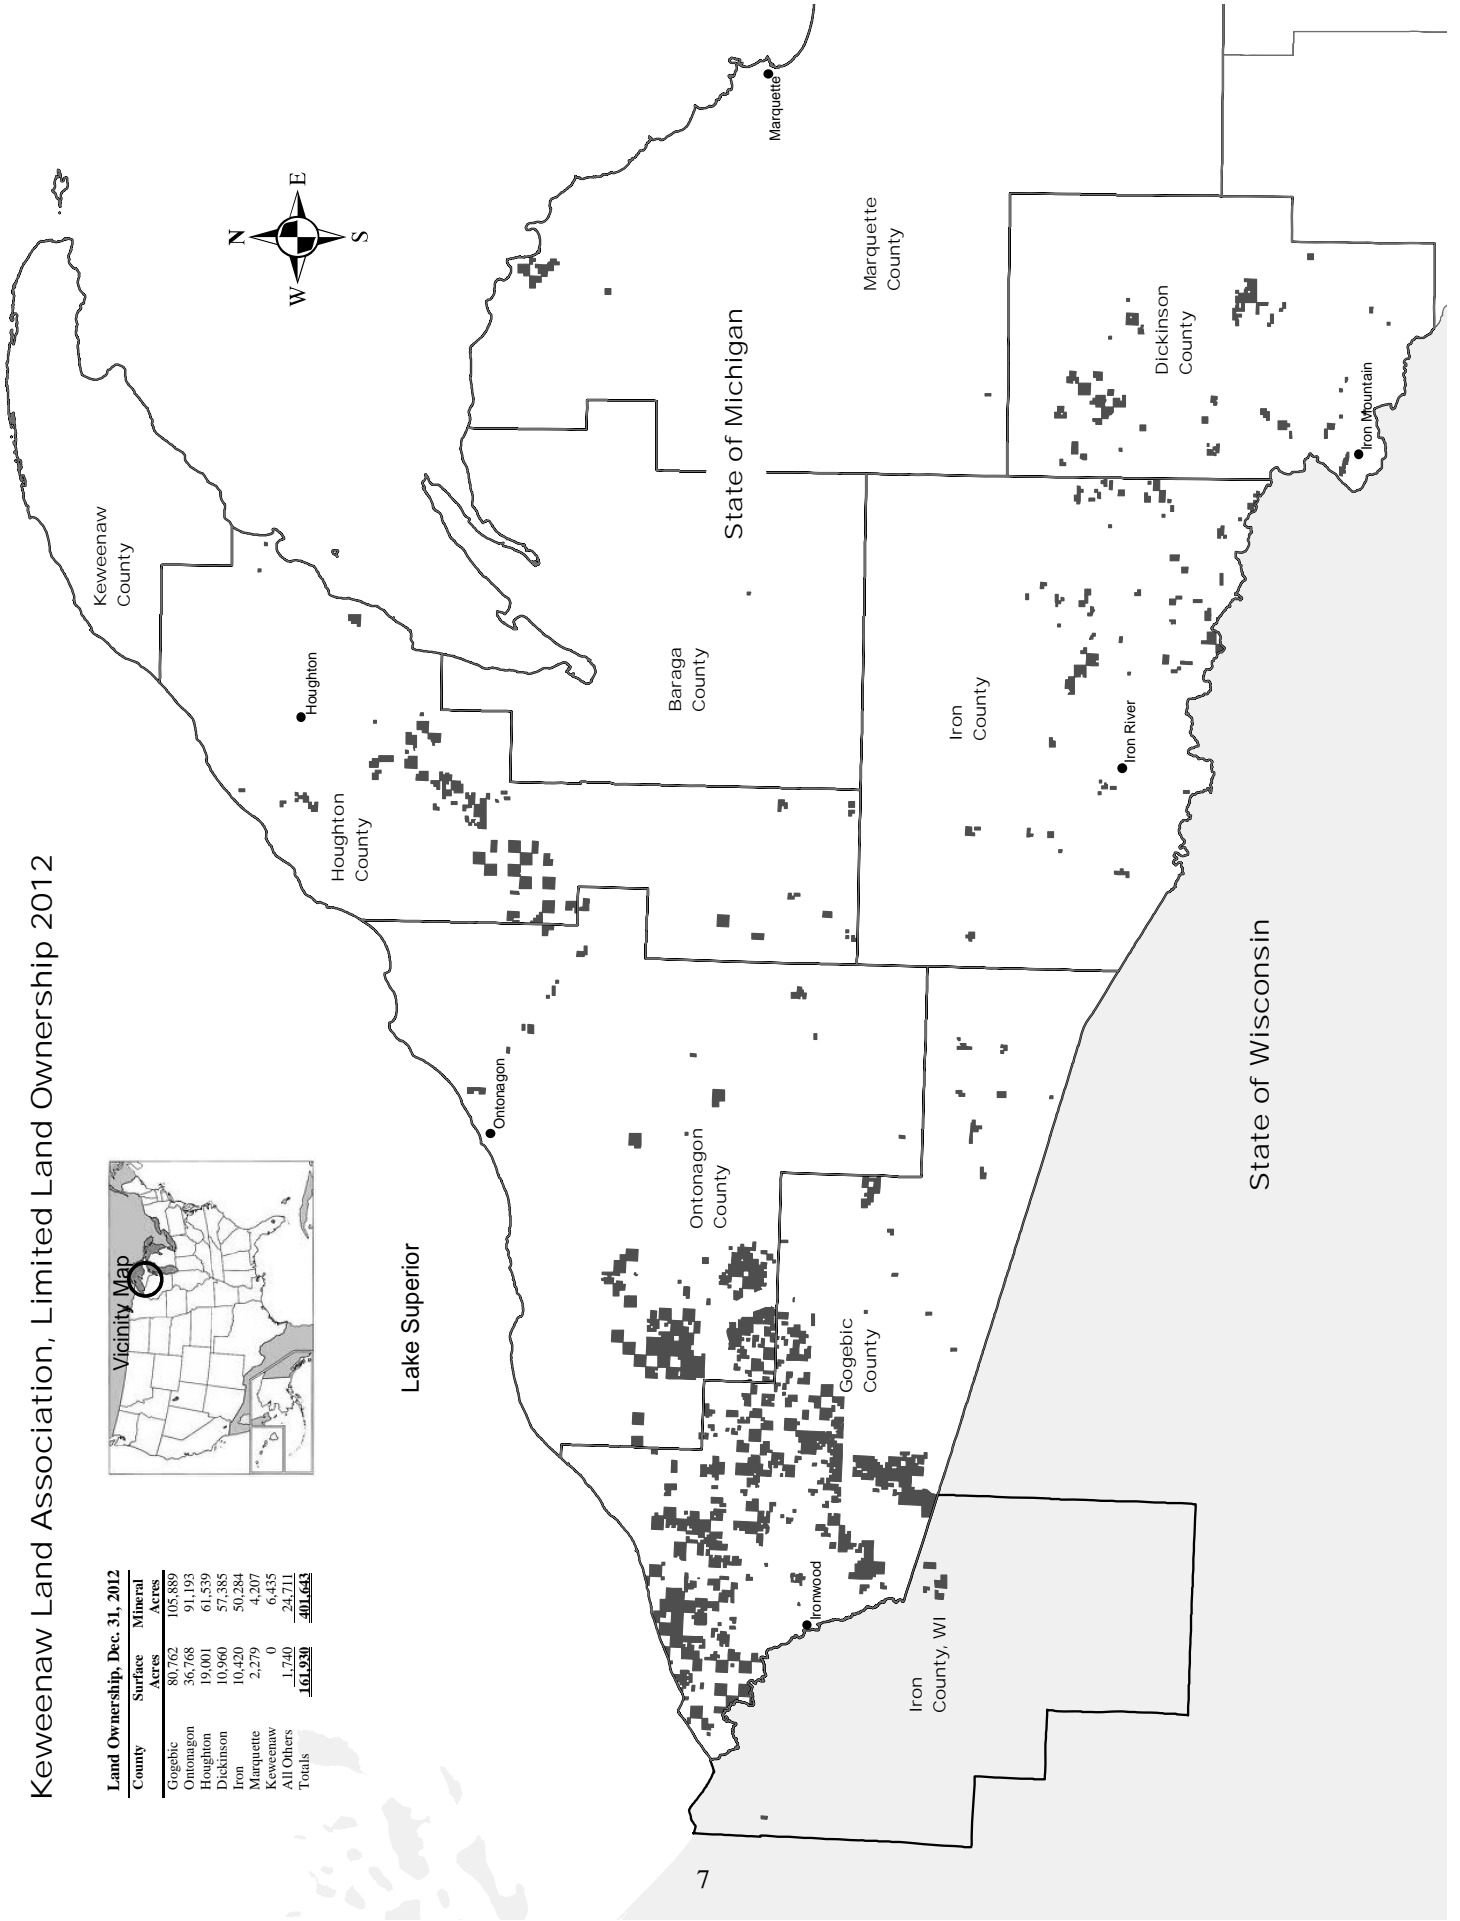 Keweenaw Land Association, Limited Land Ownership 2012
Land Ownership, Dec. 31, 2012
County Surface Acres Mineral Acres
Gogebic 80,762 105,889
Ontonagon 36,768 91,193
Houghton 19,001 61,539
Dickinson 10,960 57,385
Iron 10,420 50,284
Marquette 2,279 4,207
Keweenaw 0 6,435
All Others 1,740 24,711
Totals 161,930 401,643
Vicinity Map
N
W
E
S
Keweenaw
County
Houghton
Houghton
County
Lake Superior
Ontonagon
Marquette
Baraga
County
State of Michigan
Marquette
County
Ontonagon
County
Gogebic
County
Ironwood
Iron
County, WI
Iron
County
Iron River
Dickinson
County
Iron Mountain
State of Wisconsin
7